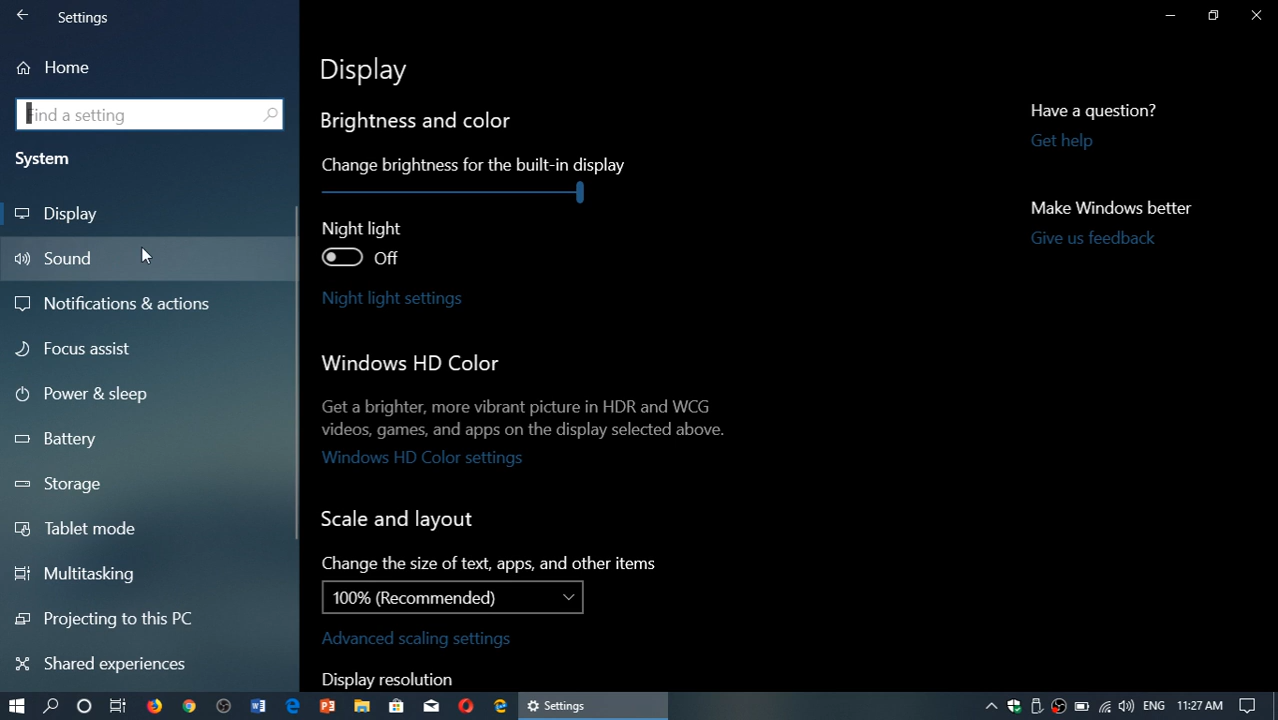 Settings
Home
Find a setting
System
Display
Sound
Notifications & actions
Focus assist
Power & sleep
Battery
Storage
Tablet mode
Multitasking
Projecting to this PC
Shared experiences
Display
Brightness and color
Change brightness for the built-in display
Night light
Off
Night light settings
Windows HD Color
Get a brighter, more vibrant picture in HDR and WCG
videos, games, and apps on the display selected above.
Windows HD Color settings
Scale and layout
Change the size of text, apps, and other items
100% (Recommended)
Advanced scaling settings
Display resolution
Have a question?
Get help
Make Windows better
Give us feedback
Settings
ENG
11:27 AM